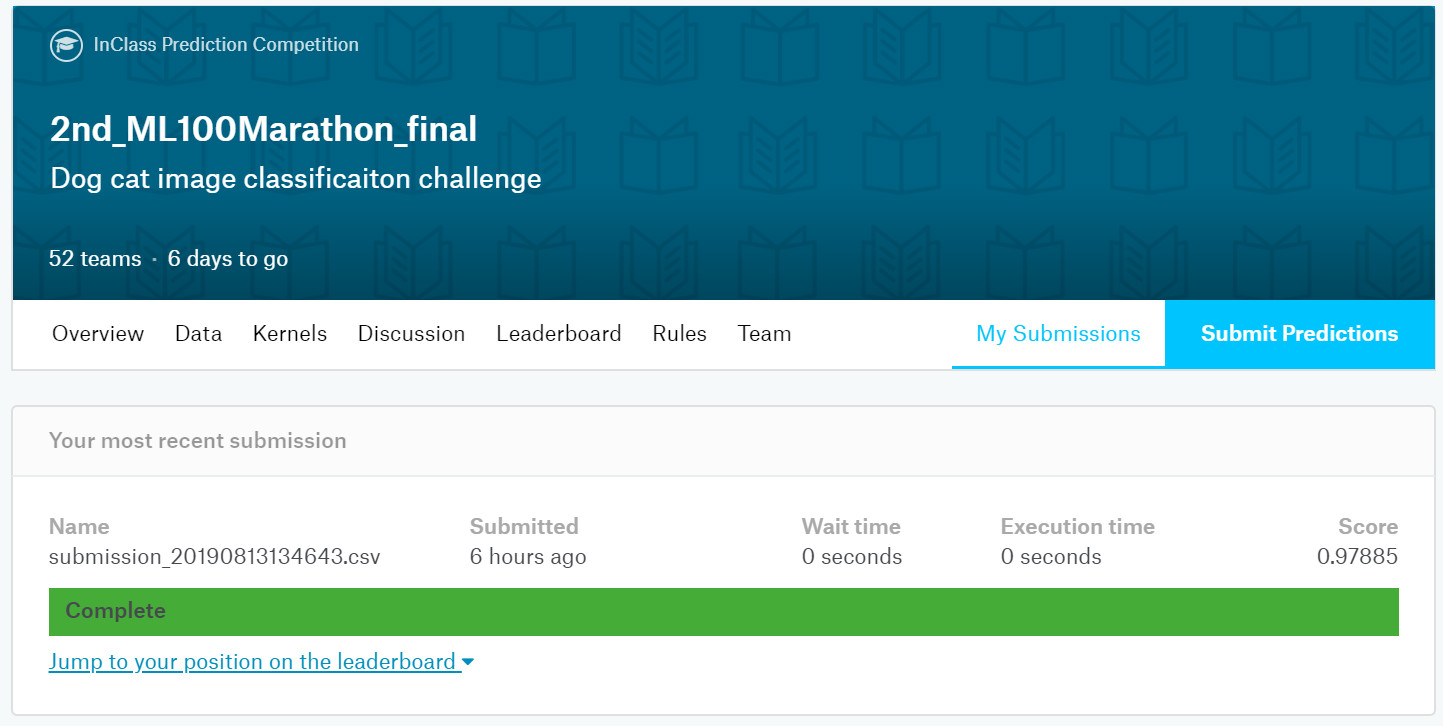 InClass Prediction Competition
2nd_ML100Marathon_final
Dog cat image classificaiton challenge
52 teams · 6 days to go
Overview Data Kernels Discussion Leaderboard Rules Team My Submissions Submit Predictions
Your most recent submission
Name Submitted Wait time Execution time Score
submission_20190813134643.csv 6 hours ago 0 seconds 0 seconds 0.97885
Complete
Jump to your position on the leaderboard